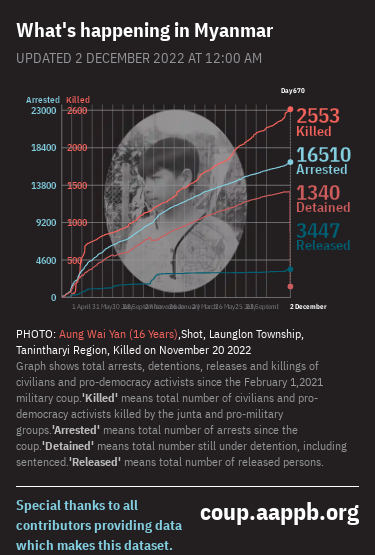 What's happening in Myanmar
UPDATED 2 DECEMBER 2022 AT 12:00 AM
Day670
Arrested Killed
23000 2600
2553
Killed
18400 2000
16510
Arrested
13800 1500
1340
Detained
9200 1000
3447
Released
4600 500
0
2 December
PHOTO: Aung Wai Yan (16 Years),Shot, Launglon Township,
Tanintharyi Region, Killed on November 20 2022
Graph shows total arrests, detentions, releases and killings of
civilians and pro-democracy activists since the February 1,2021
military coup.'Killed' means total number of civilians and pro-
democracy activists killed by the junta and pro-military
groups.'Arrested' means total number of arrests since the
coup.'Detained' means total number still under detention, including
sentenced.'Released' means total number of released persons.
Special thanks to all
contributors providing data
which makes this dataset.
coup.aappb.org